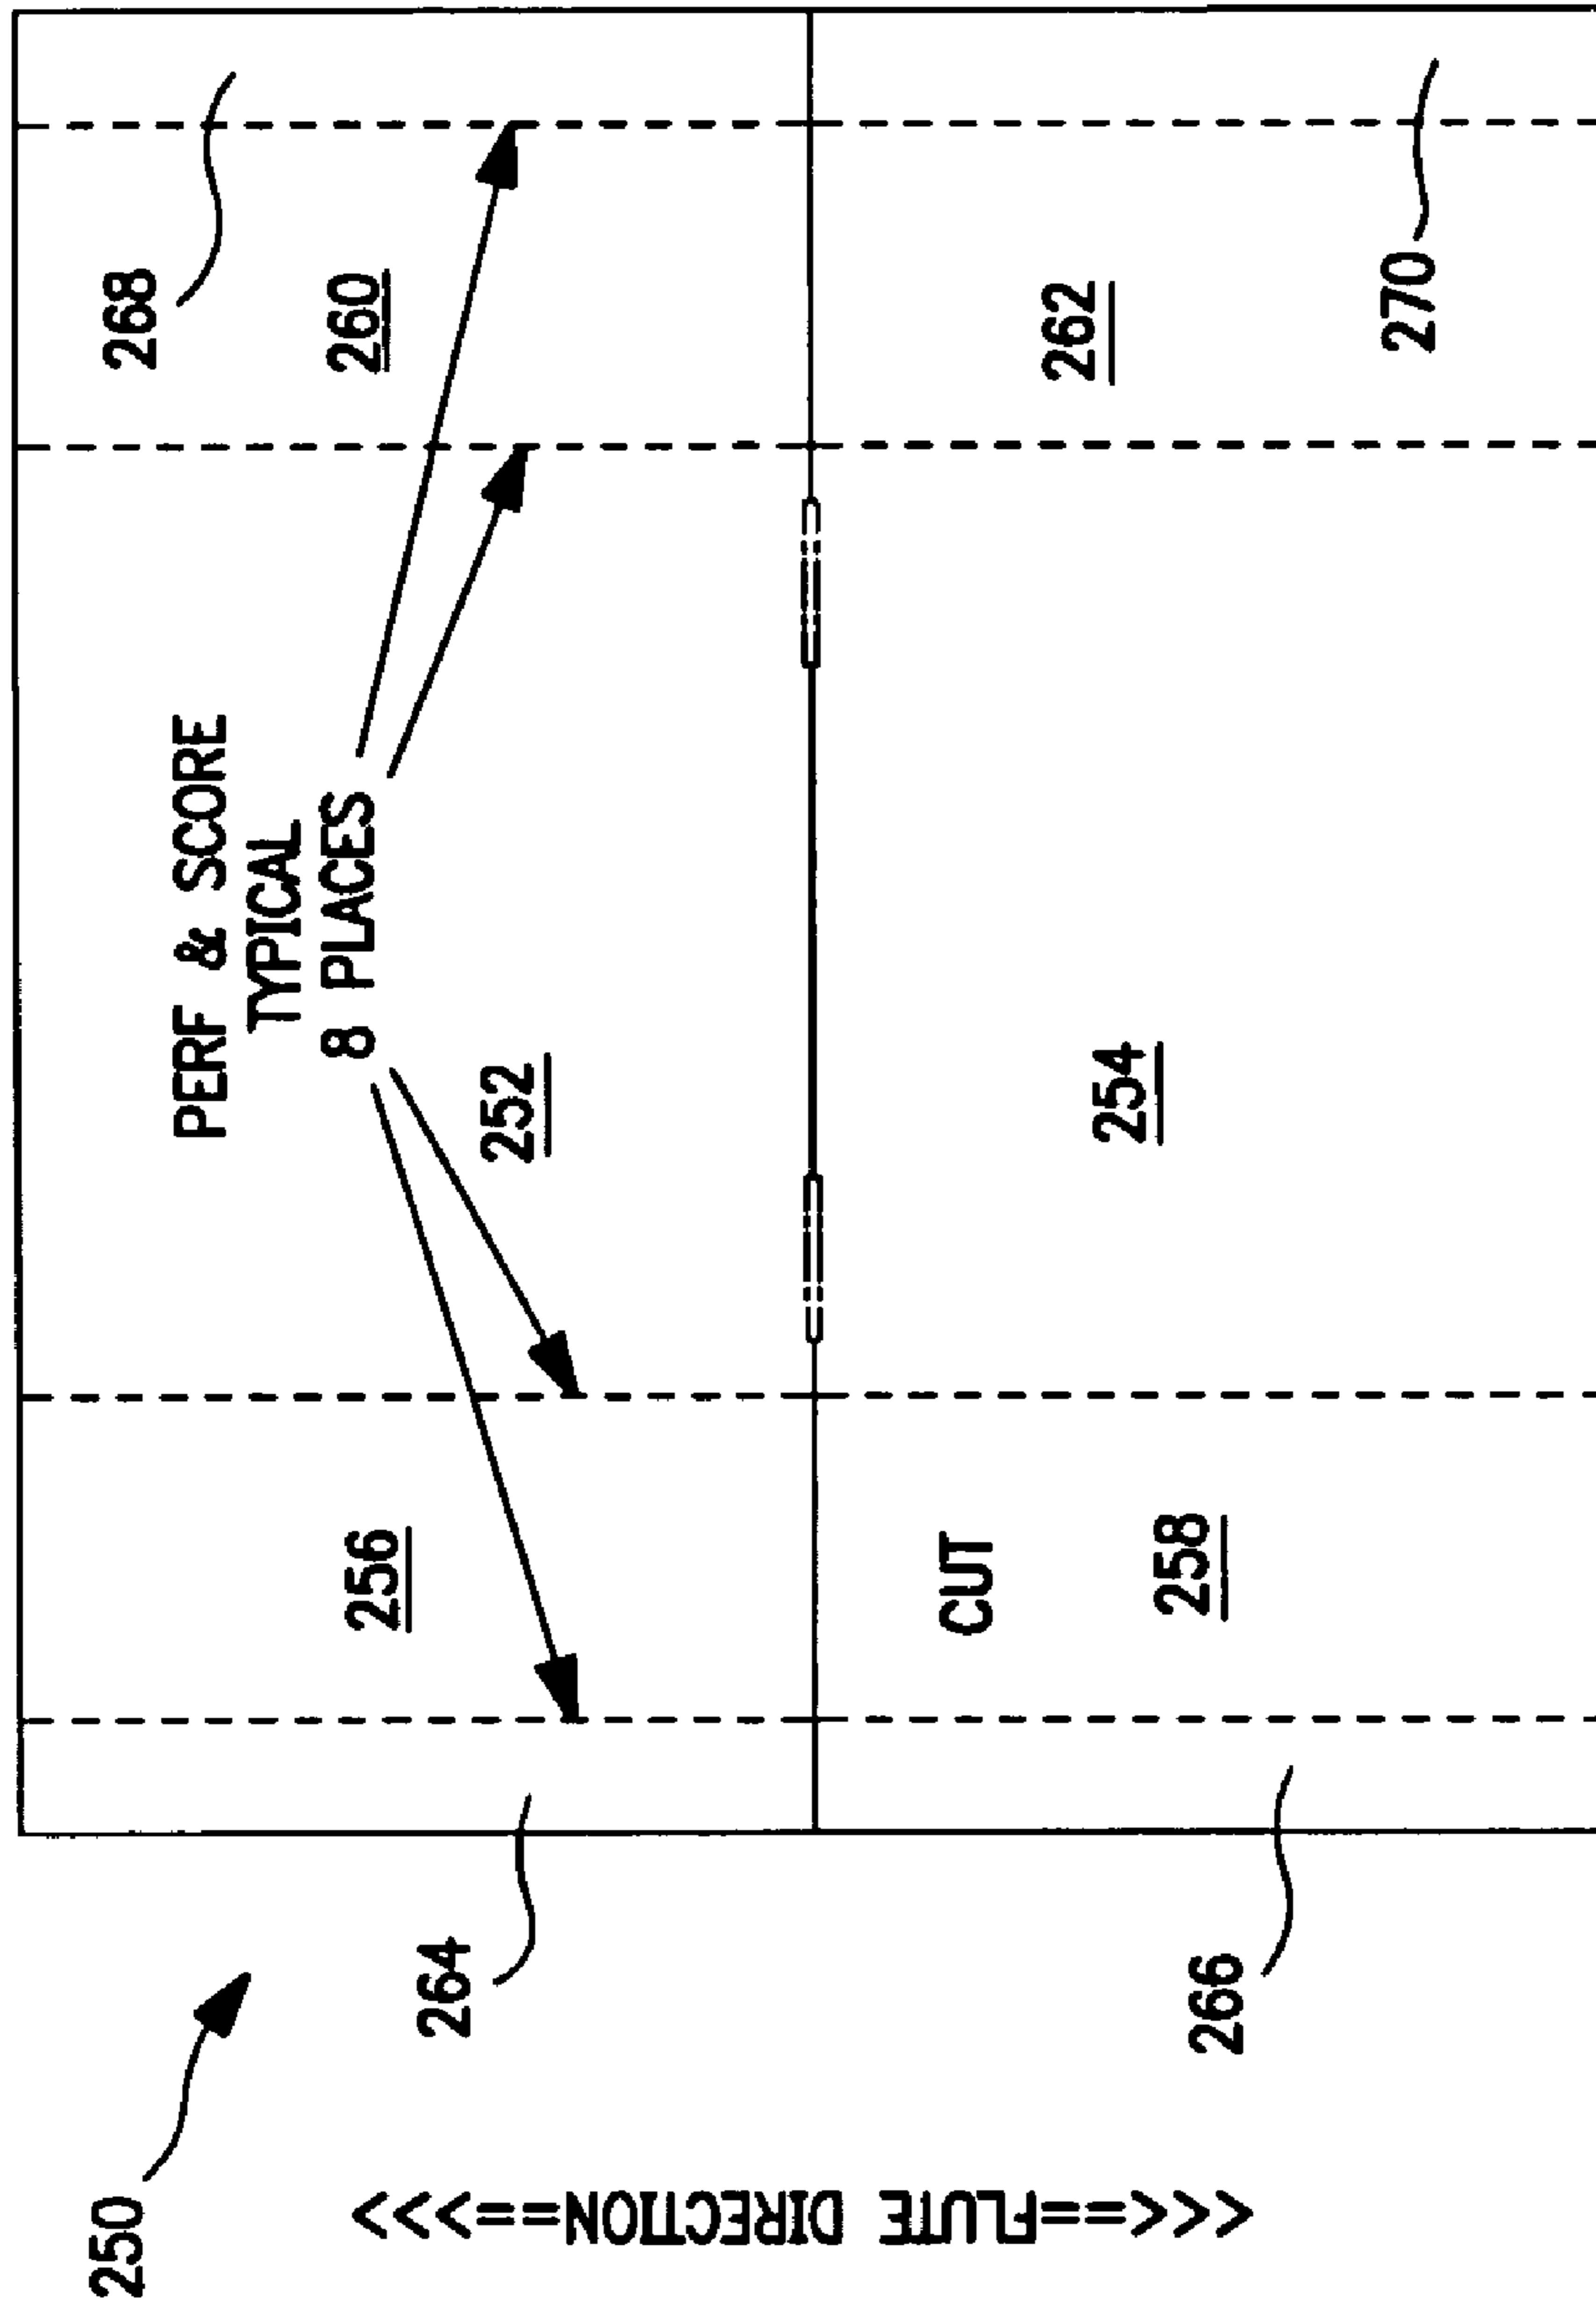 250
268
PERF & SCORE
TYPICAL
8 PLACES
260
256
264
252
<<<==FLUTE DIRECTION==>>>
CUT
262
254
258
266
270